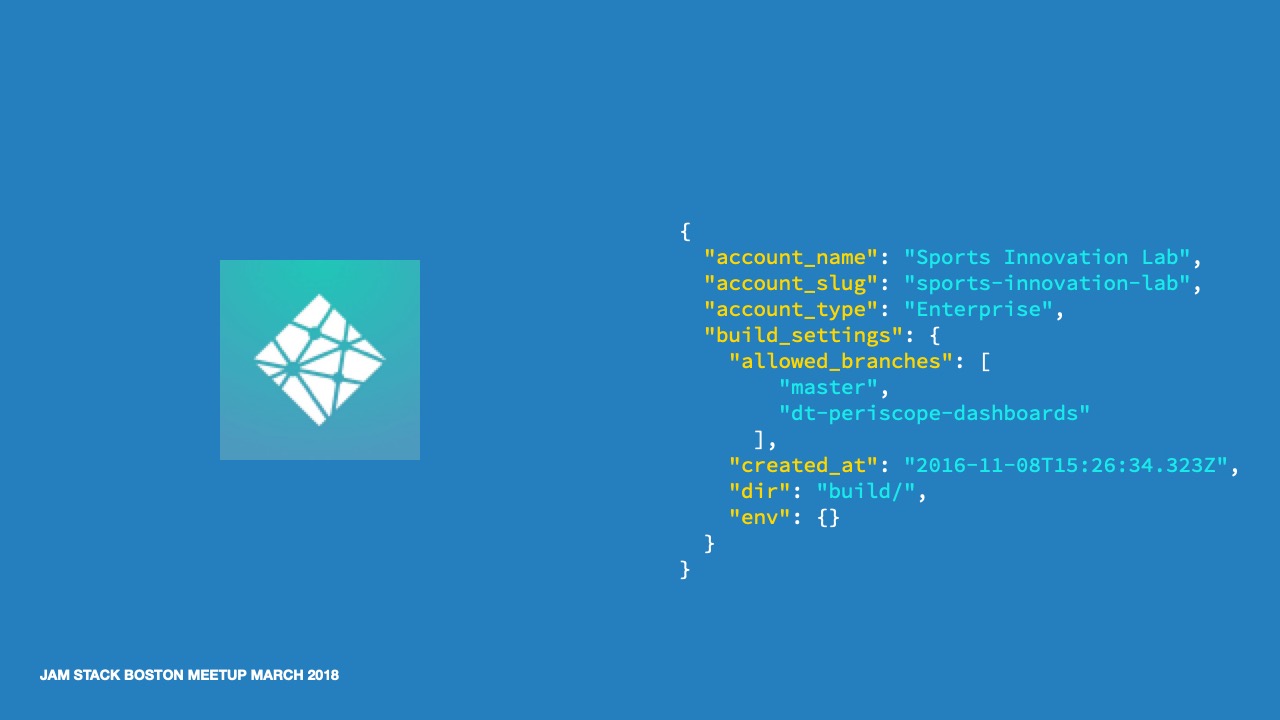 {
  "account_name": "Sports Innovation Lab",
  "account_slug": "sports-innovation-lab",
  "account_type": "Enterprise",
  "build_settings": {
    "allowed_branches": [
        "master",
        "dt-periscope-dashboards"
      ],
    "created_at": "2016-11-08T15:26:34.323Z",
    "dir": "build/",
    "env": {}
  }
}
JAM STACK BOSTON MEETUP MARCH 2018